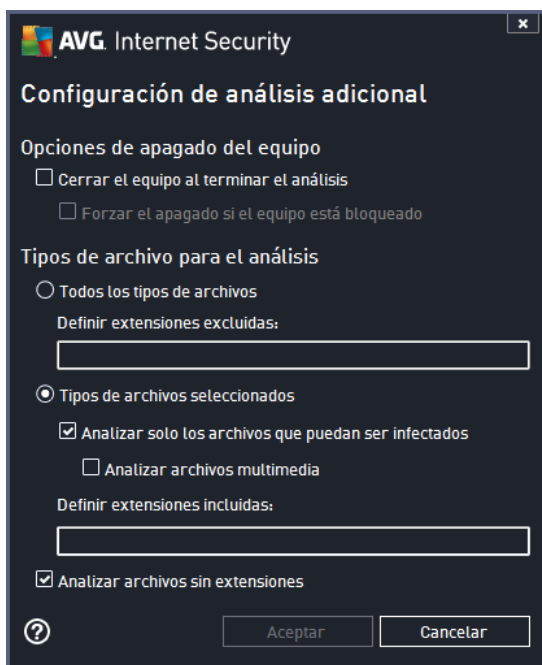 AVG. Internet Security
Configuración de análisis adicional
Opciones de apagado del equipo
Cerrar el equipo al terminar el análisis
Forzar el apagado si el equipo está bloqueado
Tipos de archivo para el análisis
Todos los tipos de archivos
Definir extensiones excluidas:
Tipos de archivos seleccionados
Analizar solo los archivos que puedan ser infectados
Analizar archivos multimedia
Definir extensiones incluidas:
Analizar archivos sin extensiones
Aceptar
Cancelar